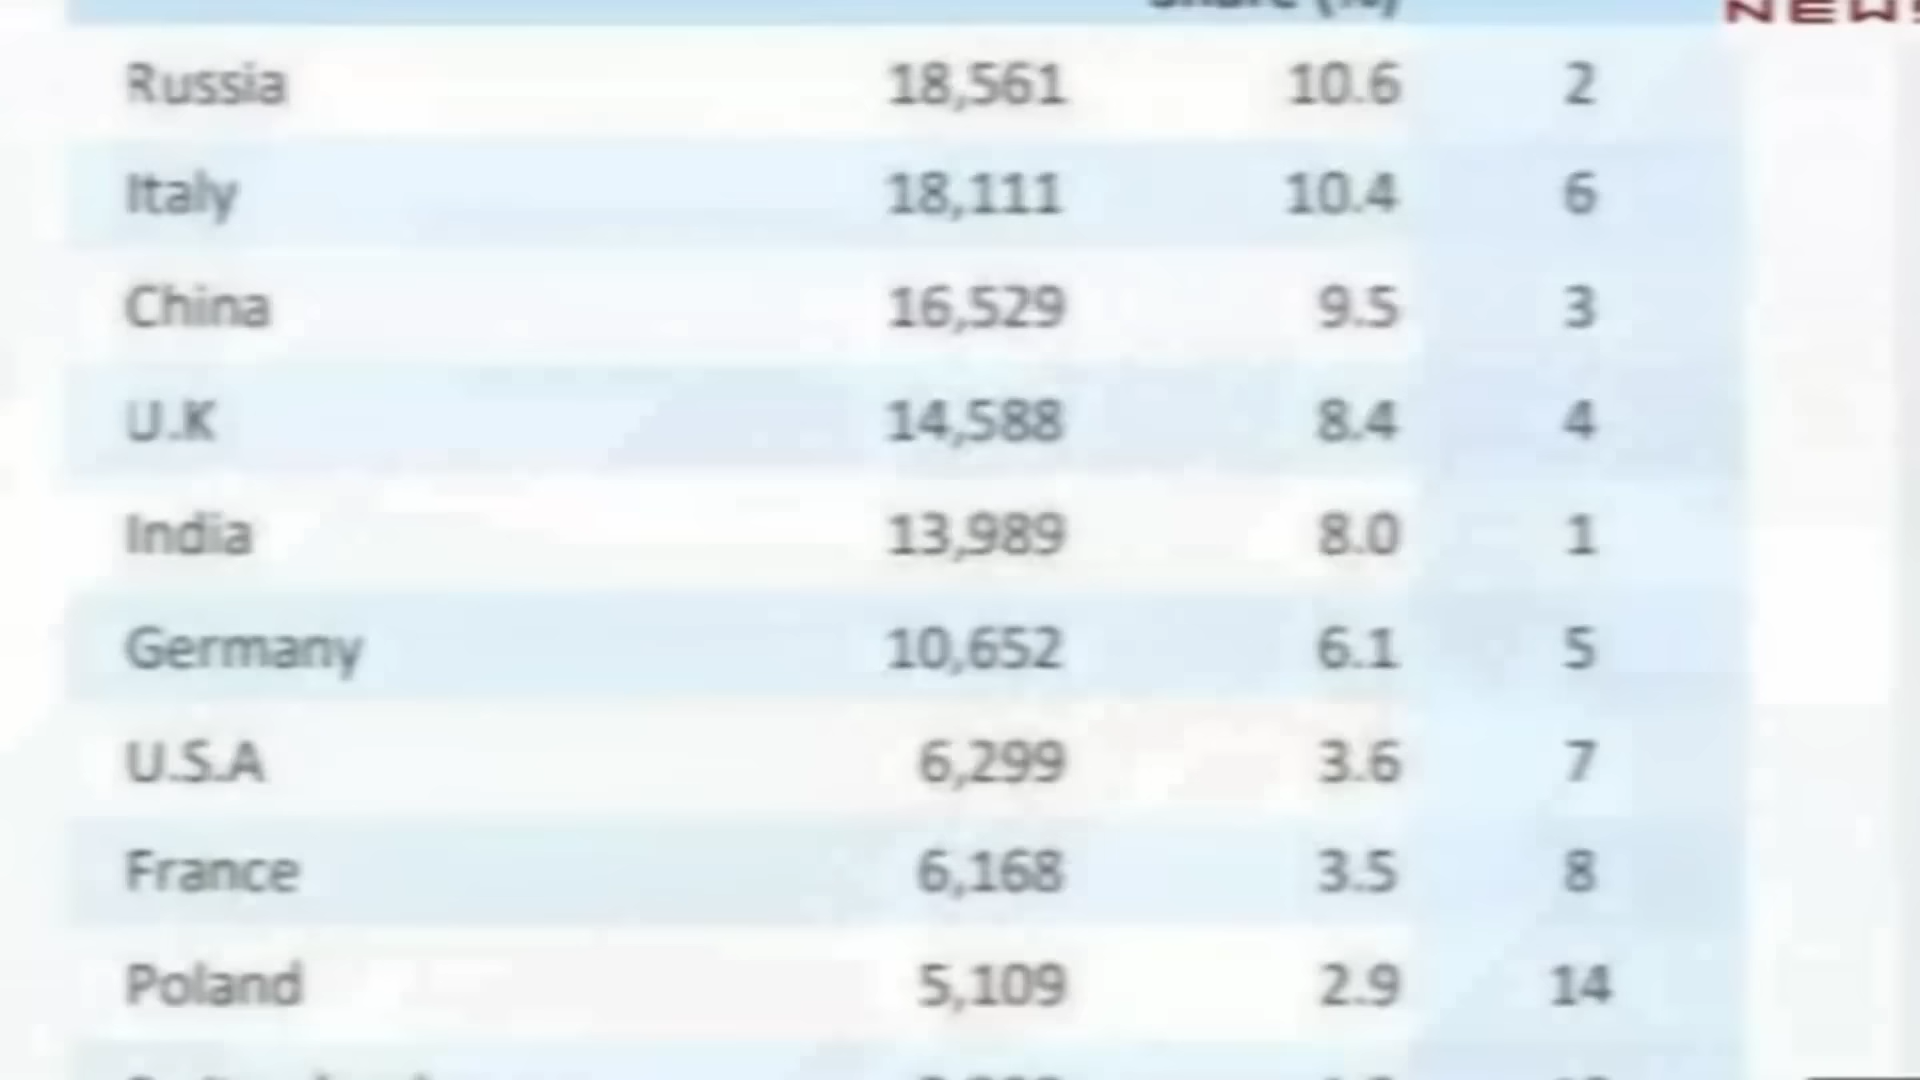 Share (%)
NEWS
Russia 18,561 10.6 2
Italy 18,111 10.4 6
China 16,529 9.5 3
U.K 14,588 8.4 4
India 13,989 8.0 1
Germany 10,652 6.1 5
U.S.A 6,299 3.6 7
France 6,168 3.5 8
Poland 5,109 2.9 14